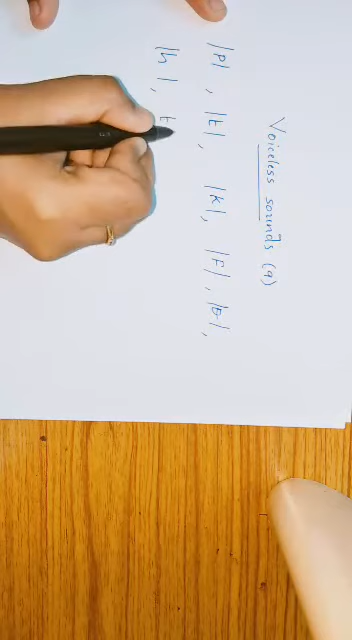 Voiceless sounds (9)
|p|, |t|, |k|, |F|, |θ|,
|h|, t